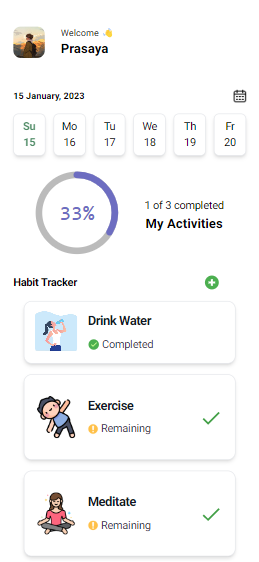 Welcome 👋
Prasaya
15 January, 2023
Su Mo Tu We Th Fr
15 16 17 18 19 20
33%
1 of 3 completed
My Activities
Habit Tracker
Drink Water
Completed
Exercise
Remaining
Meditate
Remaining